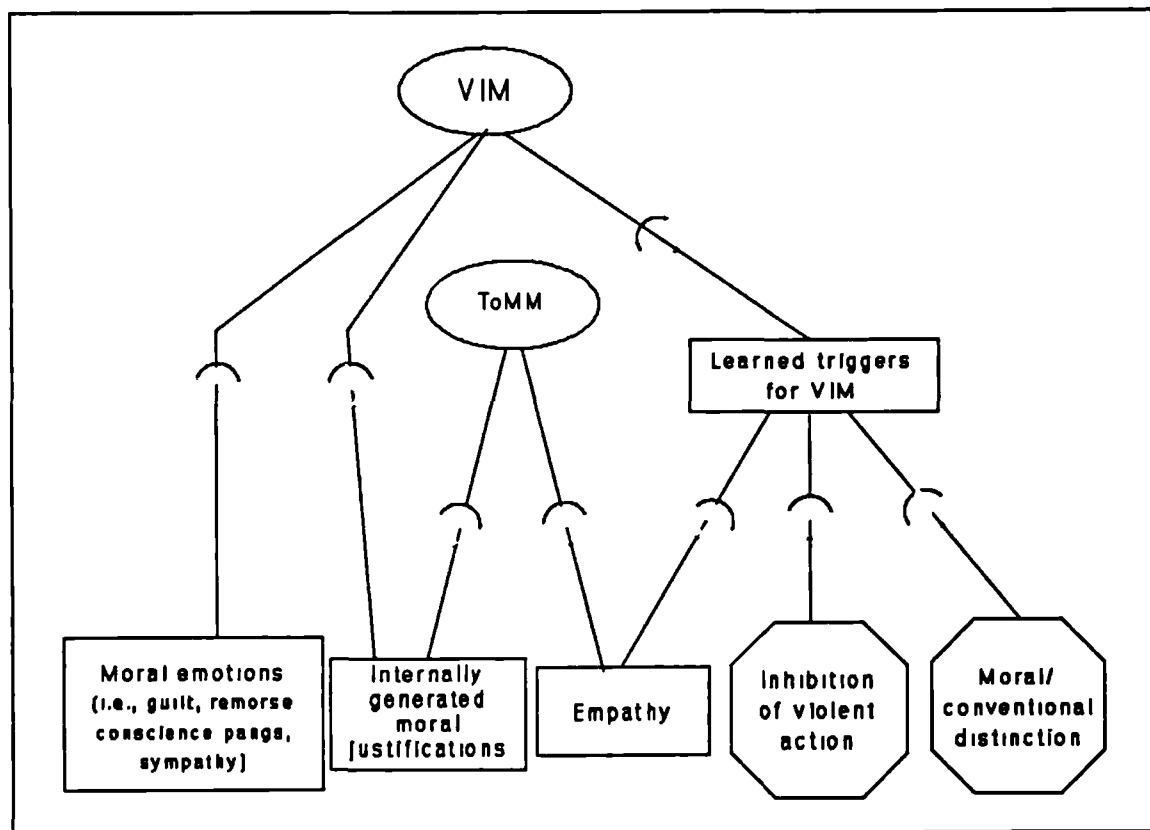 VIM
ToMM
Learned triggers
for VIM
Moral emotions
(i.e., guilt, remorse
conscience pangs,
sympathy)
Internally
generated
moral
justifications
Empathy
Inhibition
of violent
action
Moral/
conventional
distinction